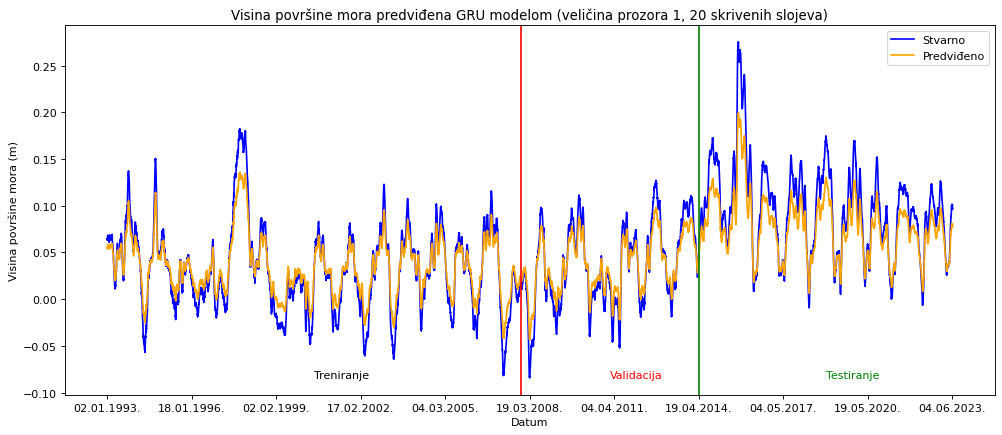 Visina površine mora predviđena GRU modelom (veličina prozora 1, 20 skrivenih slojeva)
Stvarno
Predviđeno
0.25
0.20
0.15
0.10
0.05
0.00
−0.05
−0.10
Visina površine mora (m)
Treniranje
Validacija
Testiranje
02.01.1993. 18.01.1996. 02.02.1999. 17.02.2002. 04.03.2005. 19.03.2008. 04.04.2011. 19.04.2014. 04.05.2017. 19.05.2020. 04.06.2023.
Datum